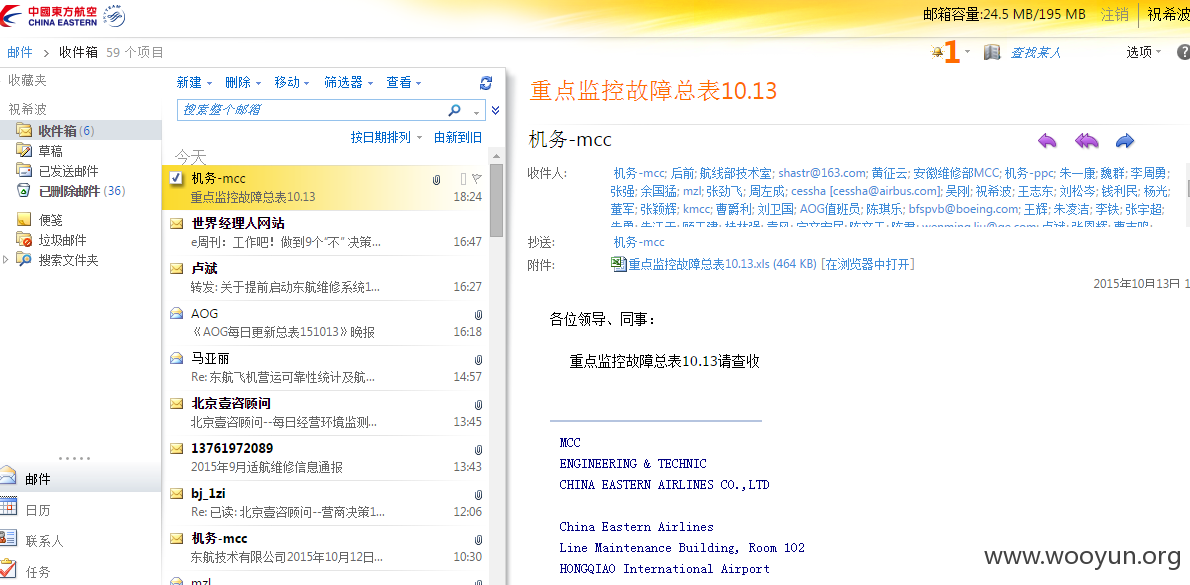 中國東方航空
CHINA EASTERN
邮箱容量:24.5 MB/195 MB 注销 祝希波
邮件 › 收件箱 59 个项目
1 查找某人 选项
收藏夹
祝希波
收件箱 (6)
草稿
已发送邮件
已删除邮件 (36)
便笺
垃圾邮件
搜索文件夹
邮件
日历
联系人
任务
新建 删除 移动 筛选器 查看
搜索整个邮箱
按日期排列 由新到旧
今天
机务-mcc
重点监控故障总表10.13 18:24
世界经理人网站
e周刊：工作吧！做到9个“不” 决策... 16:47
卢斌
转发: 关于提前启动东航维修系统1... 16:27
AOG
《AOG每日更新总表151013》晚报 16:18
马亚丽
Re: 东航飞机营运可靠性统计及航... 14:57
北京壹咨顾问
北京壹咨顾问--每日经营环境监测... 13:45
13761972089
2015年9月适航维修信息通报 13:43
bj_1zi
Re: 已读: 北京壹咨顾问--营商决策1... 12:06
机务-mcc
东航技术有限公司2015年10月12日... 10:30
mzl
重点监控故障总表10.13
机务-mcc
收件人: 机务-mcc; 后前; 航线部技术室; shastr@163.com; 黄征云; 安徽维修部MCC; 机务-ppc; 朱一康; 魏群; 李周勇;
张强; 余国猛; mzl; 张劲飞; 周左成; cessha [cessha@airbus.com]; 吴刚; 祝希波; 王志东; 刘松岑; 钱利民; 杨光;
董军; 张颖辉; kmcc; 曹爵利; 刘卫国; AOG值班员; 陈琪乐; bfspvb@boeing.com; 王辉; 朱凌洁; 李铁; 张宇超;
抄送: 机务-mcc
附件: 重点监控故障总表10.13.xls (464 KB) [在浏览器中打开]
2015年10月13日 1
各位领导、同事：
重点监控故障总表10.13请查收
MCC
ENGINEERING & TECHNIC
CHINA EASTERN AIRLINES CO.,LTD
China Eastern Airlines
Line Maintenance Building, Room 102
HONGQIAO International Airport
www.wooyun.org